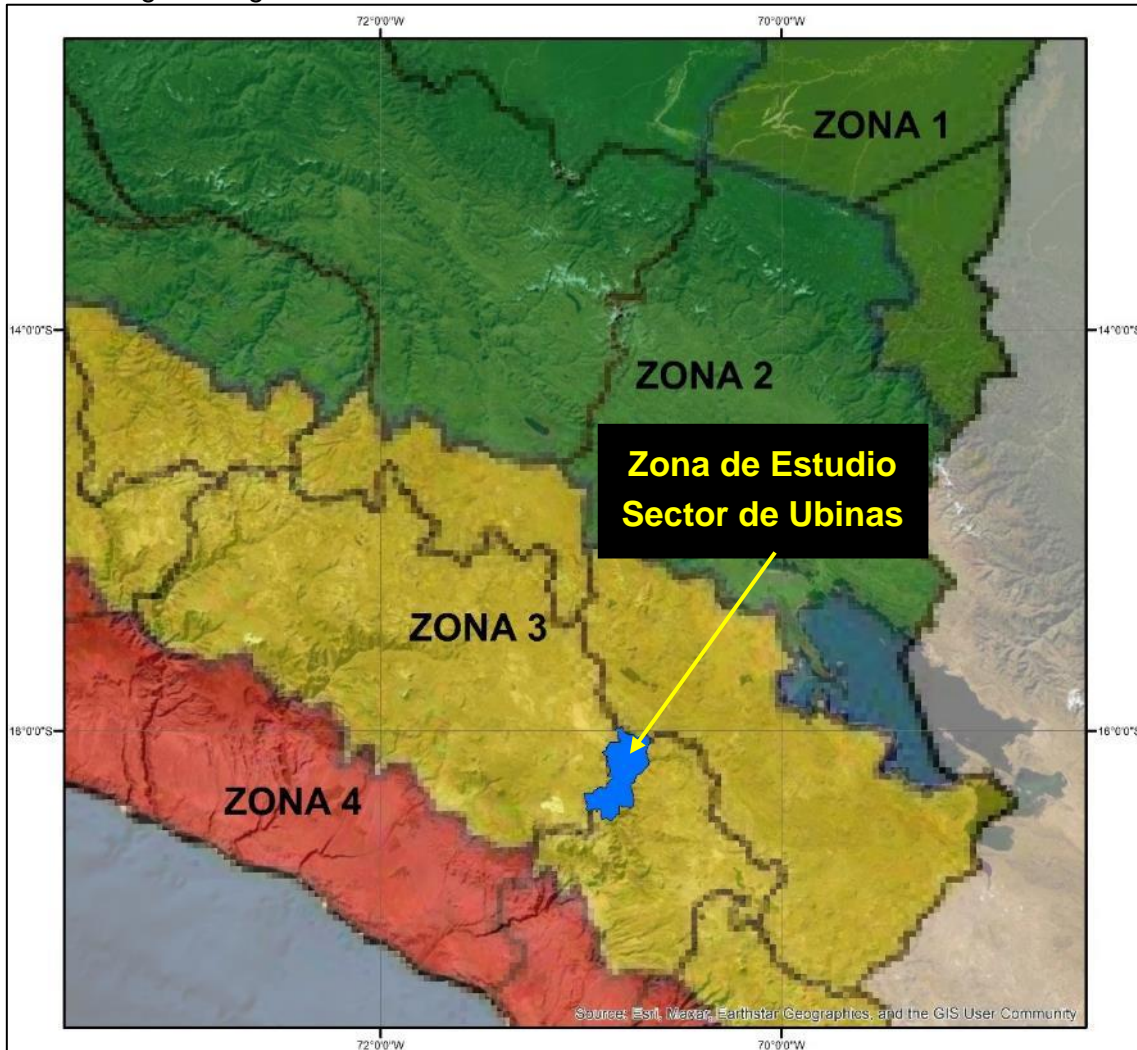 72°0'0"W
70°0'0"W
ZONA 1
14°0'0"S
14°0'0"S
ZONA 2
Zona de Estudio
Sector de Ubinas
ZONA 3
16°0'0"S
16°0'0"S
ZONA 4
Source: Esri, Maxar, Earthstar Geographics, and the GIS User Community
72°0'0"W
70°0'0"W